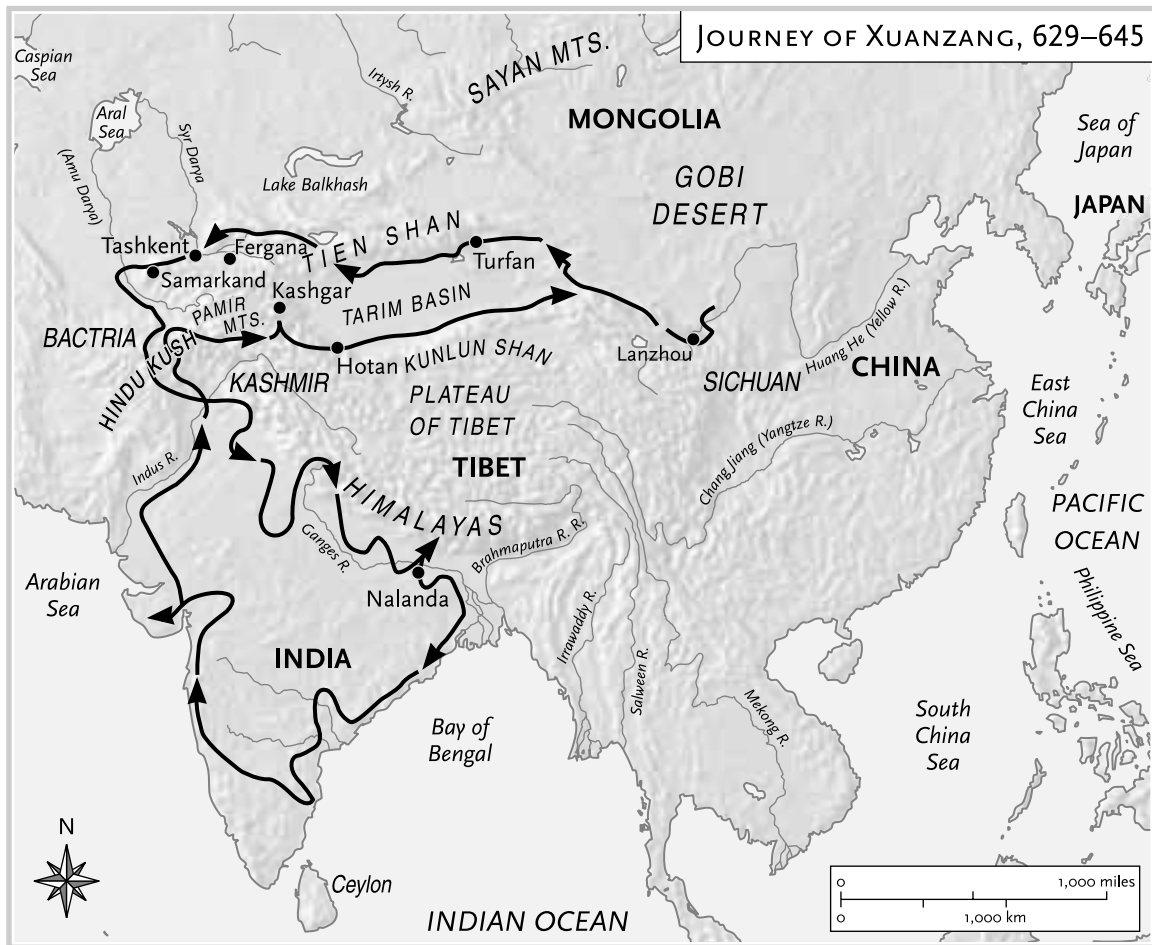 JOURNEY OF XUANZANG, 629–645
Caspian
Sea
Irtysh R.
SAYAN MTS.
Aral
Sea
Syr Darya
(Amu Darya)
MONGOLIA
Sea of
Japan
Lake Balkhash
GOBI
DESERT
JAPAN
Tashkent
Fergana
TIEN SHAN
Turfan
Samarkand
Kashgar
PAMIR
MTS.
TARIM BASIN
BACTRIA
HINDU KUSH
Hotan
KUNLUN SHAN
Lanzhou
Huang He (Yellow R.)
KASHMIR
SICHUAN
CHINA
PLATEAU
OF TIBET
East
China
Sea
Chang Jiang (Yangtze R.)
Indus R.
TIBET
HIMALAYAS
PACIFIC
OCEAN
Ganges R.
Brahmaputra R. R.
Arabian
Sea
Nalanda
Philippine Sea
Irrawaddy R.
INDIA
Salween R.
Mekong R.
Bay of
Bengal
South
China
Sea
N
Ceylon
INDIAN OCEAN
0 1,000 miles
0 1,000 km